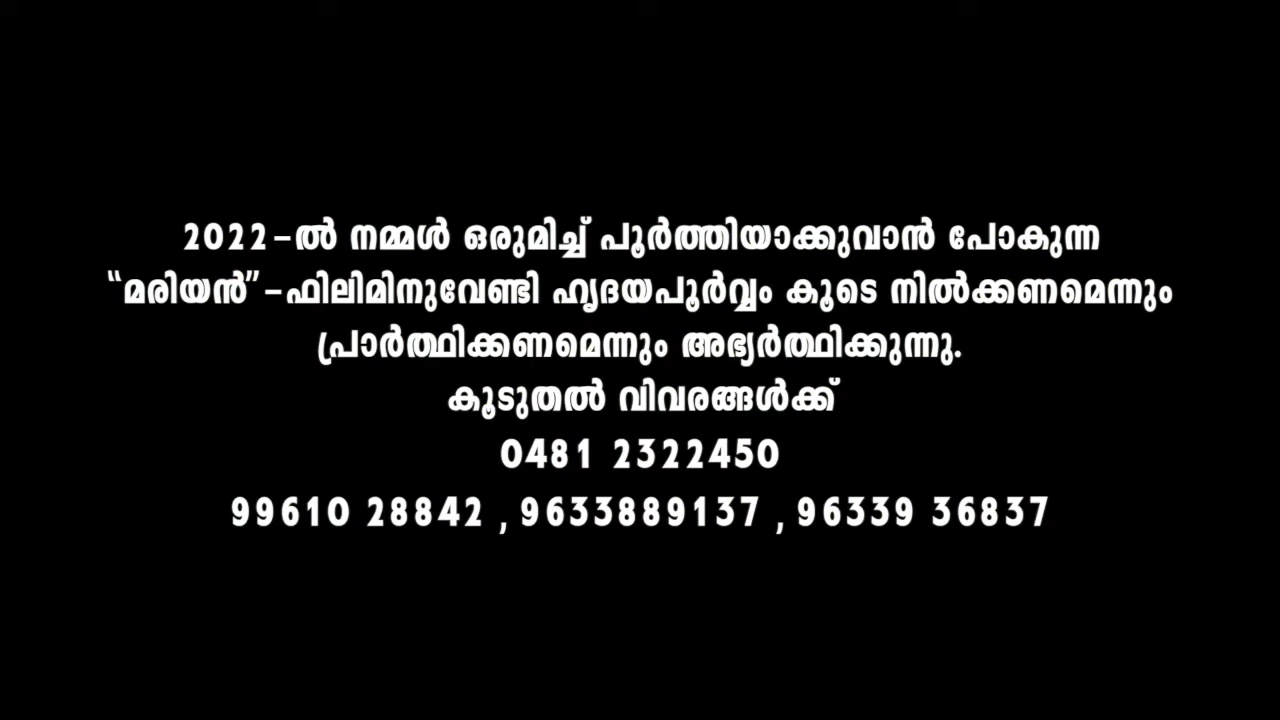 2022-ൽ നമ്മൾ ഒരുമിച്ച് പൂർത്തിയാക്കുവാൻ പോകുന്ന
“മരിയൻ”-ഫിലിമിനുവേണ്ടി ഹൃദയപൂർവ്വം കൂടെ നിൽക്കണമെന്നും
പ്രാർത്ഥിക്കണമെന്നും അഭ്യർത്ഥിക്കുന്നു.
കൂടുതൽ വിവരങ്ങൾക്ക്
0481 2322450
99610 28842 , 9633889137 , 96339 36837